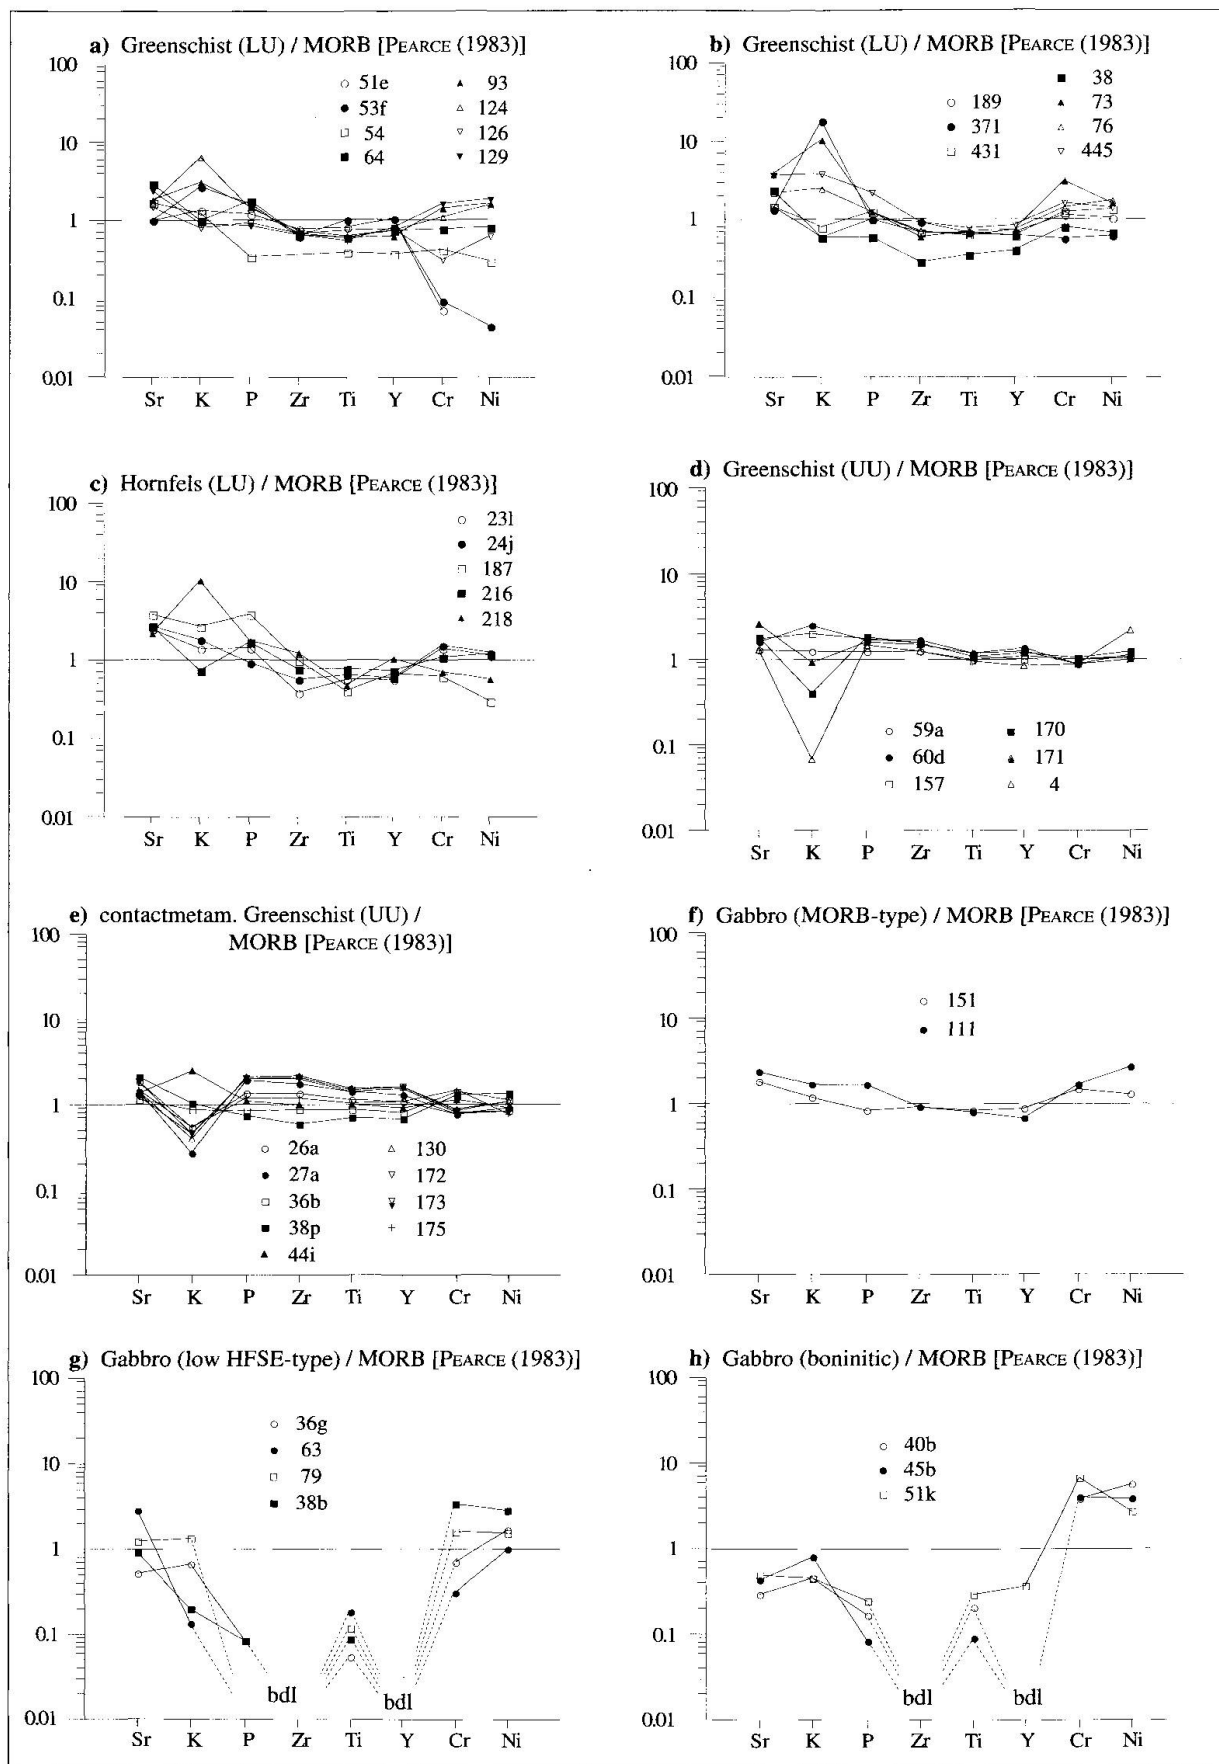 a) Greenschist (LU) / MORB [PEARCE (1983)]
100
10
1
0.1
0.01
51e
53f
54
64
93
124
126
129
Sr K P Zr Ti Y Cr Ni
b) Greenschist (LU) / MORB [PEARCE (1983)]
100
10
1
0.1
0.01
189
371
431
38
73
76
445
Sr K P Zr Ti Y Cr Ni
c) Hornfels (LU) / MORB [PEARCE (1983)]
100
10
1
0.1
0.01
23l
24j
187
216
218
Sr K P Zr Ti Y Cr Ni
d) Greenschist (UU) / MORB [PEARCE (1983)]
100
10
1
0.1
0.01
59a
60d
157
170
171
4
Sr K P Zr Ti Y Cr Ni
e) contactmetam. Greenschist (UU) /
MORB [PEARCE (1983)]
100
10
1
0.1
0.01
26a
27a
36b
38p
44i
130
172
173
175
Sr K P Zr Ti Y Cr Ni
f) Gabbro (MORB-type) / MORB [PEARCE (1983)]
100
10
1
0.1
0.01
151
111
Sr K P Zr Ti Y Cr Ni
g) Gabbro (low HFSE-type) / MORB [PEARCE (1983)]
100
10
1
0.1
0.01
36g
63
79
38b
bdl bdl
Sr K P Zr Ti Y Cr Ni
h) Gabbro (boninitic) / MORB [PEARCE (1983)]
100
10
1
0.1
0.01
40b
45b
51k
bdl bdl
Sr K P Zr Ti Y Cr Ni